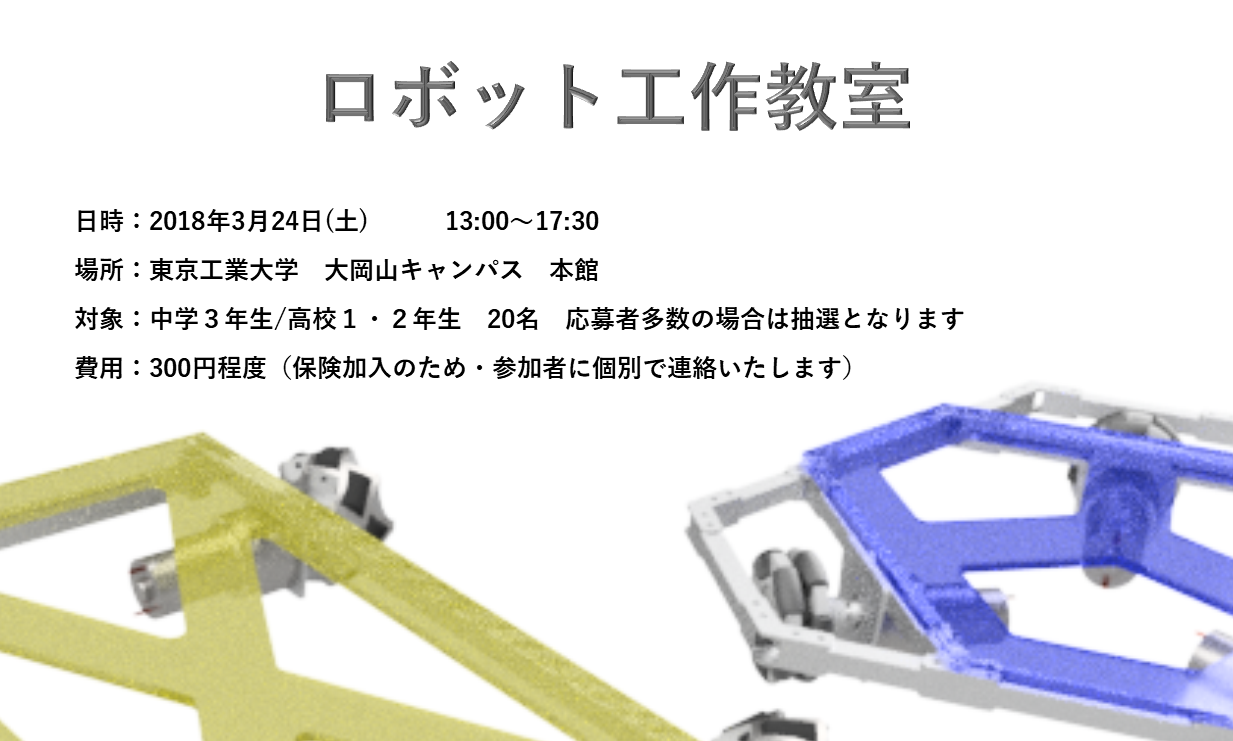 ロボット工作教室
日時：2018年3月24日(土)　　　13:00～17:30
場所：東京工業大学　大岡山キャンパス　本館
対象：中学３年生/高校１・２年生　20名　応募者多数の場合は抽選となります
費用：300円程度（保険加入のため・参加者に個別で連絡いたします）